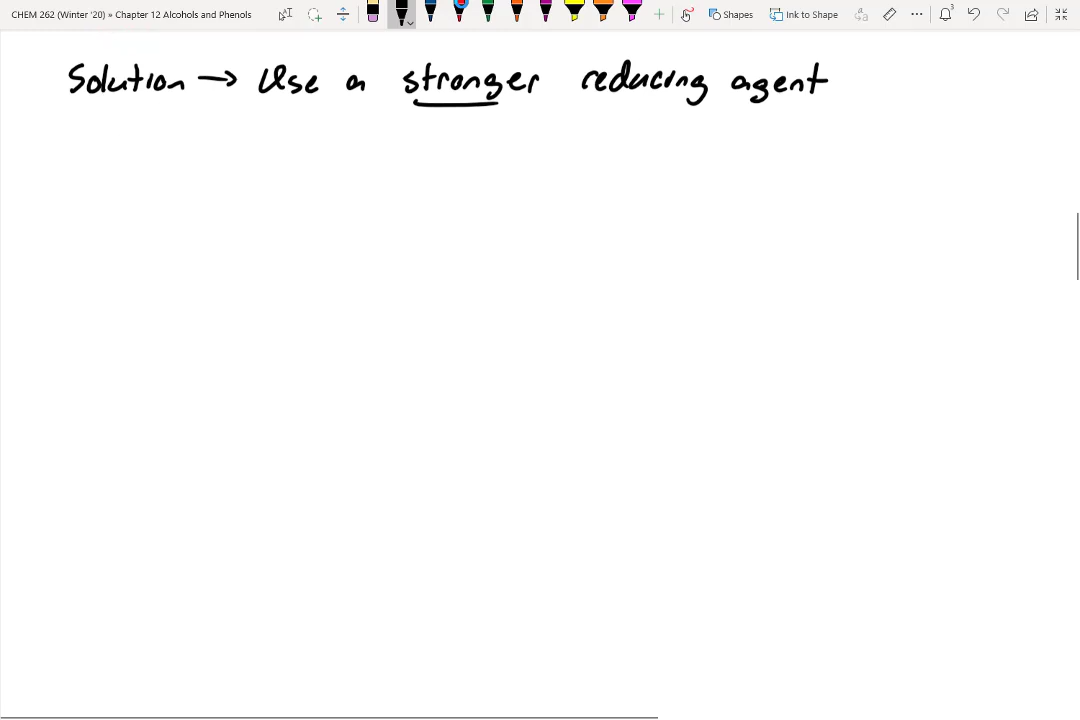 CHEM 262 (Winter '20) » Chapter 12 Alcohols and Phenols
Shapes
Ink to Shape
Solution → Use a stronger reducing agent